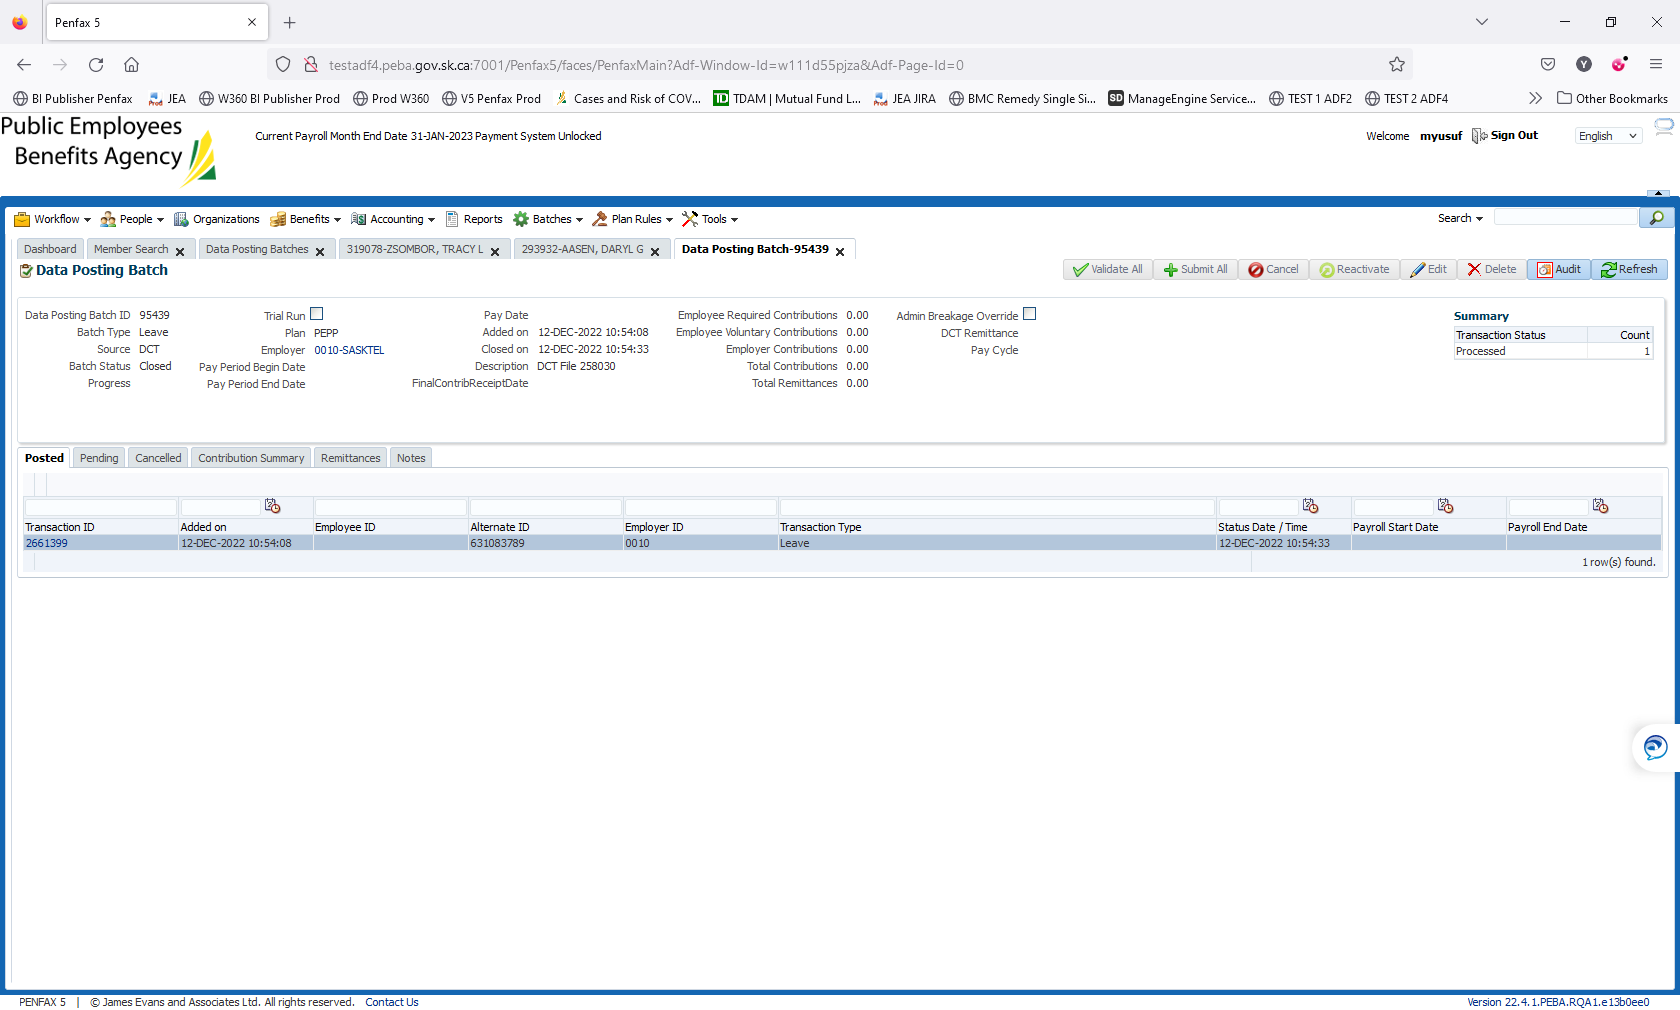 Penfax 5
testadf4.peba.gov.sk.ca:7001/Penfax5/faces/PenfaxMain?Adf-Window-Id=w111d55pjza&Adf-Page-Id=0
BI Publisher Penfax JEA W360 BI Publisher Prod Prod W360 V5 Penfax Prod Cases and Risk of COV... TD TDAM | Mutual Fund L... JEA JIRA BMC Remedy Single Si... SD ManageEngine Service... TEST 1 ADF2 TEST 2 ADF4 Other Bookmarks
Public Employees
Benefits Agency
Current Payroll Month End Date 31-JAN-2023 Payment System Unlocked
Welcome myusuf Sign Out English
Workflow People Organizations Benefits Accounting Reports Batches Plan Rules Tools Search
Dashboard Member Search Data Posting Batches 319078-ZSOMBOR, TRACY L 293932-AASEN, DARYL G Data Posting Batch-95439
Data Posting Batch
Validate All Submit All Cancel Reactivate Edit Delete Audit Refresh
Data Posting Batch ID 95439 Trial Run Pay Date Employee Required Contributions 0.00 Admin Breakage Override Summary
Batch Type Leave Plan PEPP Added on 12-DEC-2022 10:54:08 Employee Voluntary Contributions 0.00 DCT Remittance Transaction Status Count
Source DCT Employer 0010-SASKTEL Closed on 12-DEC-2022 10:54:33 Employer Contributions 0.00 Pay Cycle Processed 1
Batch Status Closed Pay Period Begin Date Description DCT File 258030 Total Contributions 0.00
Progress Pay Period End Date FinalContribReceiptDate Total Remittances 0.00
Posted Pending Cancelled Contribution Summary Remittances Notes
Transaction ID Added on Employee ID Alternate ID Employer ID Transaction Type Status Date / Time Payroll Start Date Payroll End Date
2661399 12-DEC-2022 10:54:08 631083789 0010 Leave 12-DEC-2022 10:54:33
1 row(s) found.
PENFAX 5 | © James Evans and Associates Ltd. All rights reserved. Contact Us Version 22.4.1.PEBA.RQA1.e13b0ee0